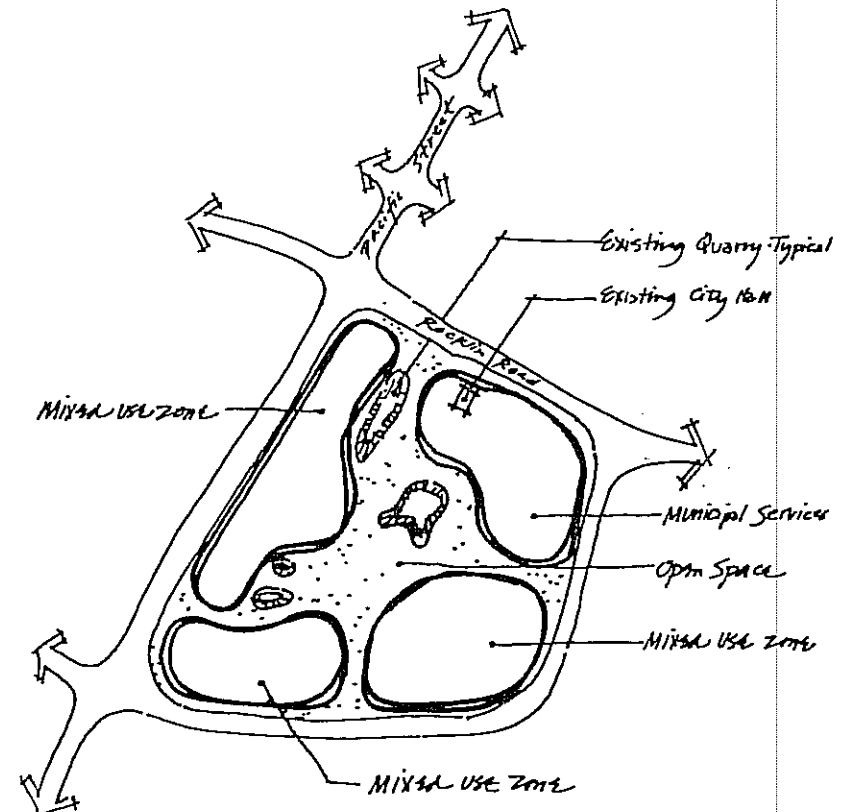 Pacific Street
Existing Quarry-Typical
Existing City Hall
Rocklin Road
Mixed Use Zone
Municipal Services
Open Space
Mixed Use Zone
Mixed Use Zone